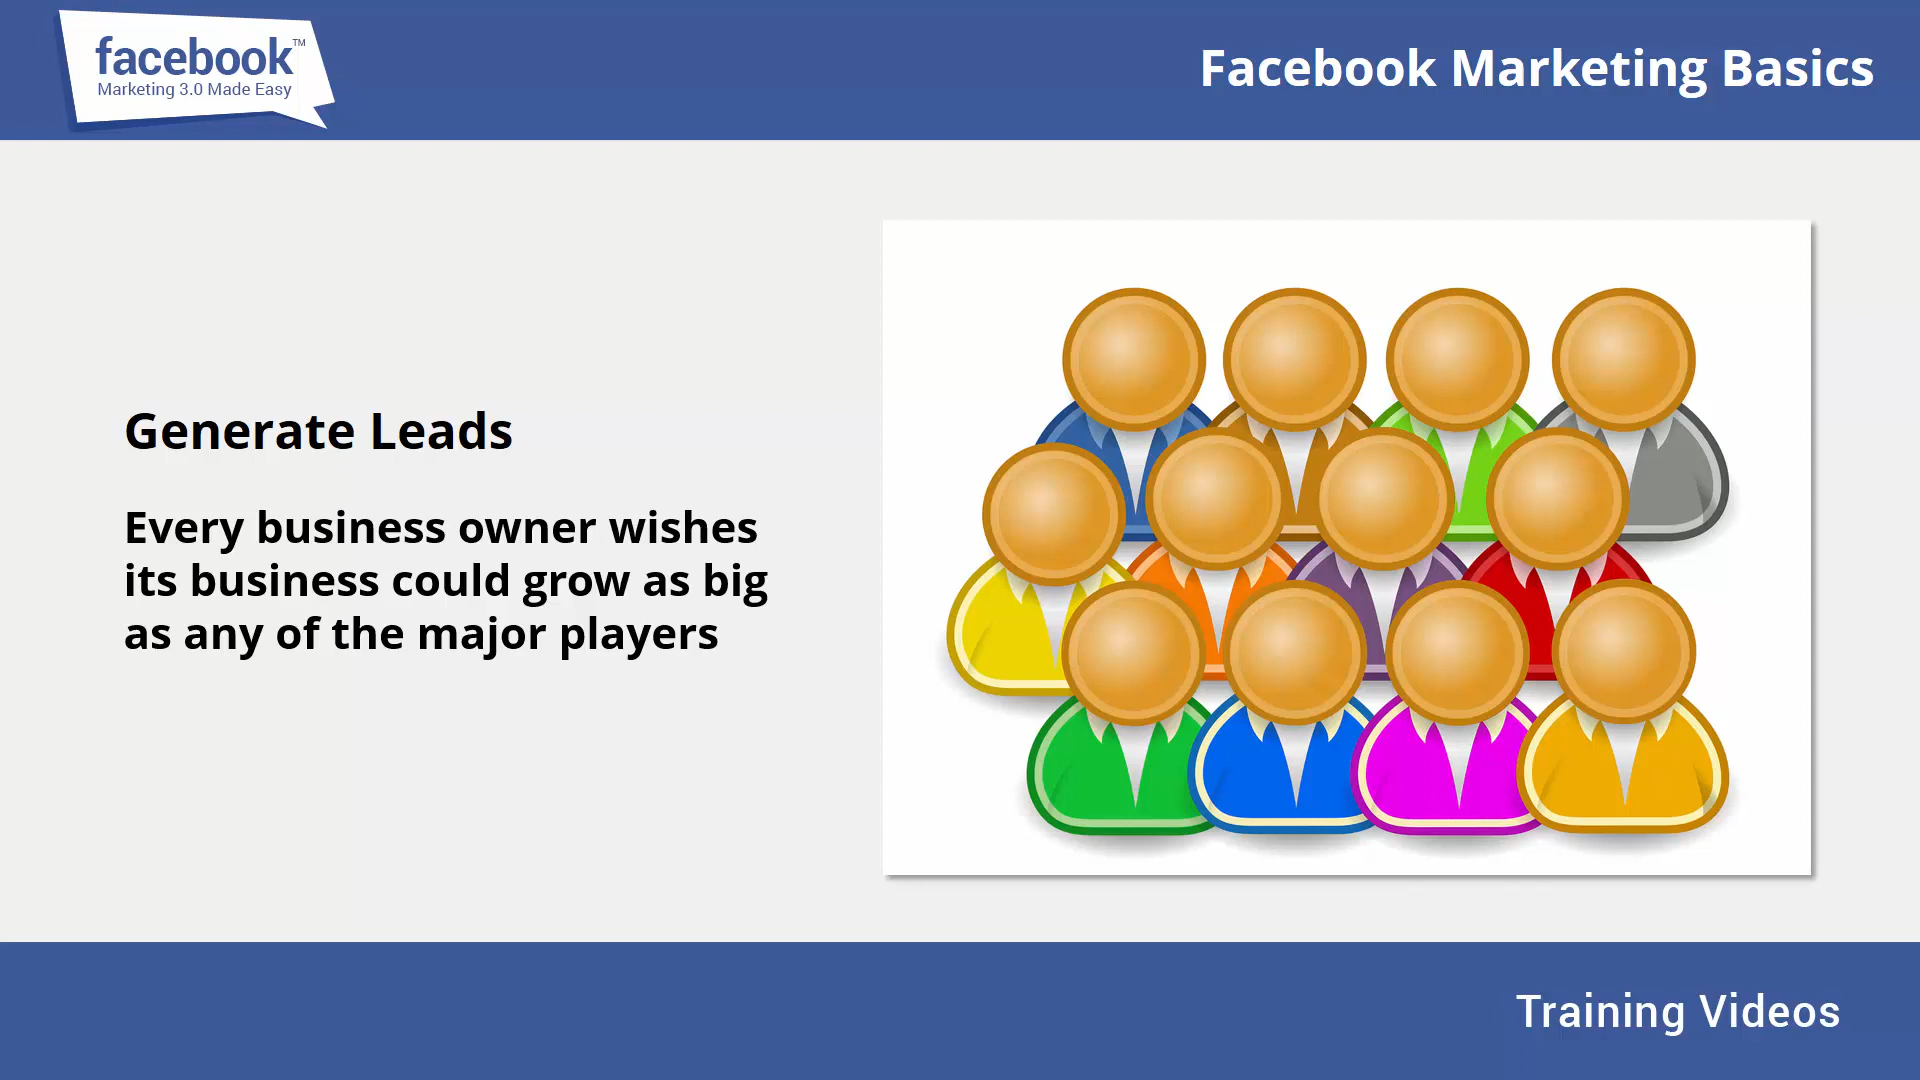 facebook™
Marketing 3.0 Made Easy
Facebook Marketing Basics
Generate Leads
Every business owner wishes
its business could grow as big
as any of the major players
Training Videos